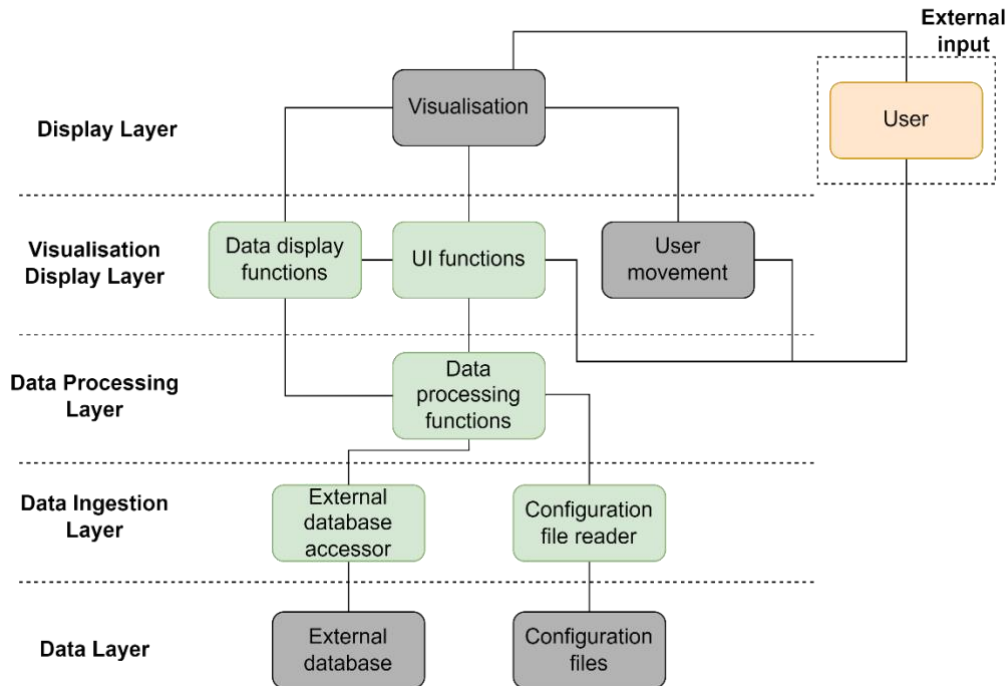 External
input
Display Layer
Visualisation
User
Visualisation
Display Layer
Data display
functions
UI functions
User
movement
Data Processing
Layer
Data
processing
functions
Data Ingestion
Layer
External
database
accessor
Configuration
file reader
Data Layer
External
database
Configuration
files